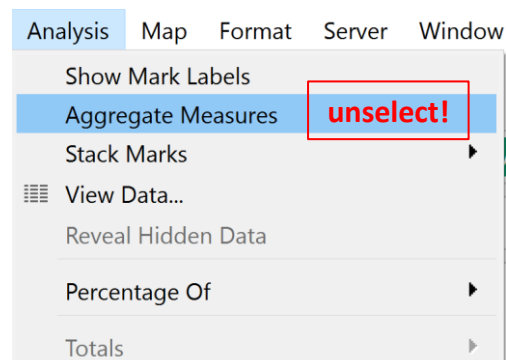 Analysis Map Format Server Window
Show Mark Labels
Aggregate Measures unselect!
Stack Marks
View Data...
Reveal Hidden Data
Percentage Of
Totals